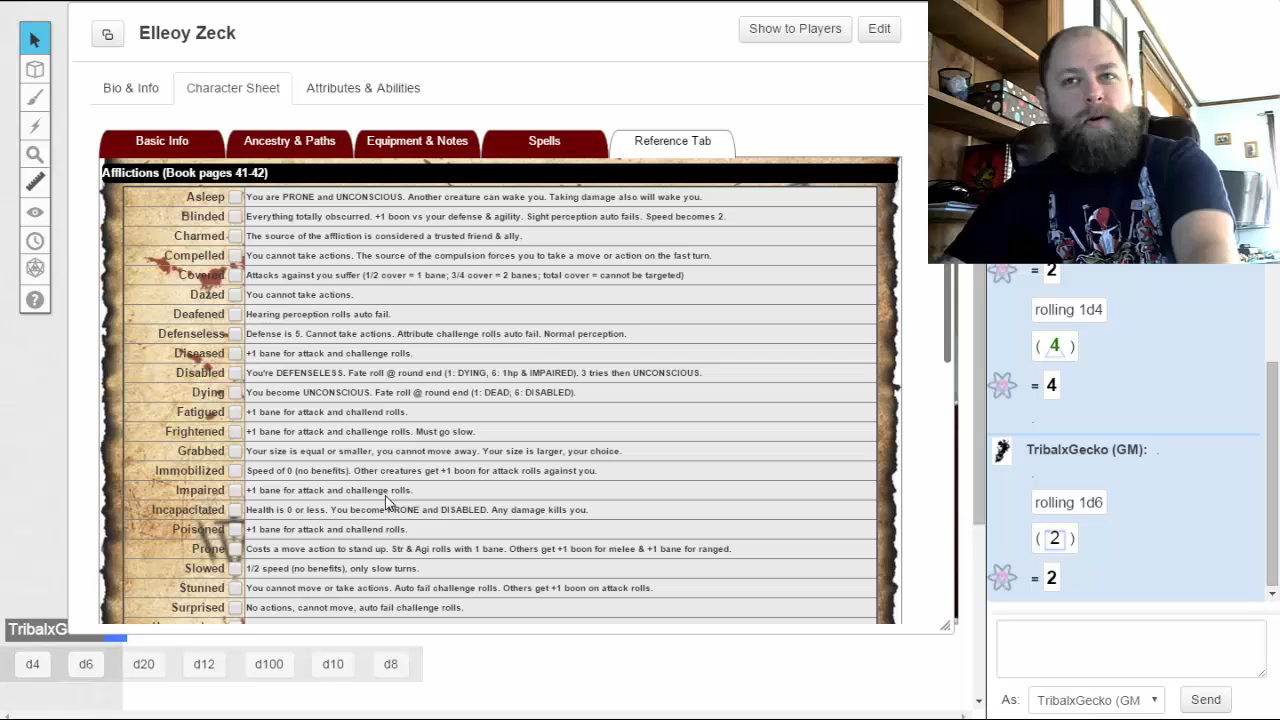 Elleoy Zeck
Show to Players
Edit
Bio & Info
Character Sheet
Attributes & Abilities
Basic Info
Ancestry & Paths
Equipment & Notes
Spells
Reference Tab
Afflictions (Book pages 41-42)
Asleep You are PRONE and UNCONSCIOUS. Another creature can wake you. Taking damage also will wake you.
Blinded Everything totally obscurred. +1 boon vs your defense & agility. Sight perception auto fails. Speed becomes 2.
Charmed The source of the affliction is considered a trusted friend & ally.
Compelled You cannot take actions. The source of the compulsion forces you to take a move or action on the fast turn.
Covered Attacks against you suffer (1/2 cover = 1 bane; 3/4 cover = 2 banes; total cover = cannot be targeted)
Dazed You cannot take actions.
Deafened Hearing perception rolls auto fail.
Defenseless Defense is 5. Cannot take actions. Attribute challenge rolls auto fail. Normal perception.
Diseased +1 bane for attack and challenge rolls.
Disabled You're DEFENSELESS. Fate roll @ round end (1: DYING, 6: 1hp & IMPAIRED). 3 tries then UNCONSCIOUS.
Dying You become UNCONSCIOUS. Fate roll @ round end (1: DEAD, 6: DISABLED).
Fatigued +1 bane for attack and challend rolls.
Frightened +1 bane for attack and challenge rolls. Must go slow.
Grabbed Your size is equal or smaller, you cannot move away. Your size is larger, your choice.
Immobilized Speed of 0 (no benefits). Other creatures get +1 boon for attack rolls against you.
Impaired +1 bane for attack and challenge rolls.
Incapacitated Health is 0 or less. You become PRONE and DISABLED. Any damage kills you.
Poisoned +1 bane for attack and challend rolls.
Prone Costs a move action to stand up. Str & Agi rolls with 1 bane. Others get +1 boon for melee & +1 bane for ranged.
Slowed 1/2 speed (no benefits), only slow turns.
Stunned You cannot move or take actions. Auto fail challenge rolls. Others get +1 boon on attack rolls.
Surprised No actions, cannot move, auto fail challenge rolls.
TribalxG
d4
d6
d20
d12
d100
d10
d8
= 2
rolling 1d4
( 4 )
= 4
TribalxGecko (GM):
rolling 1d6
( 2 )
= 2
As:
TribalxGecko (GM
Send